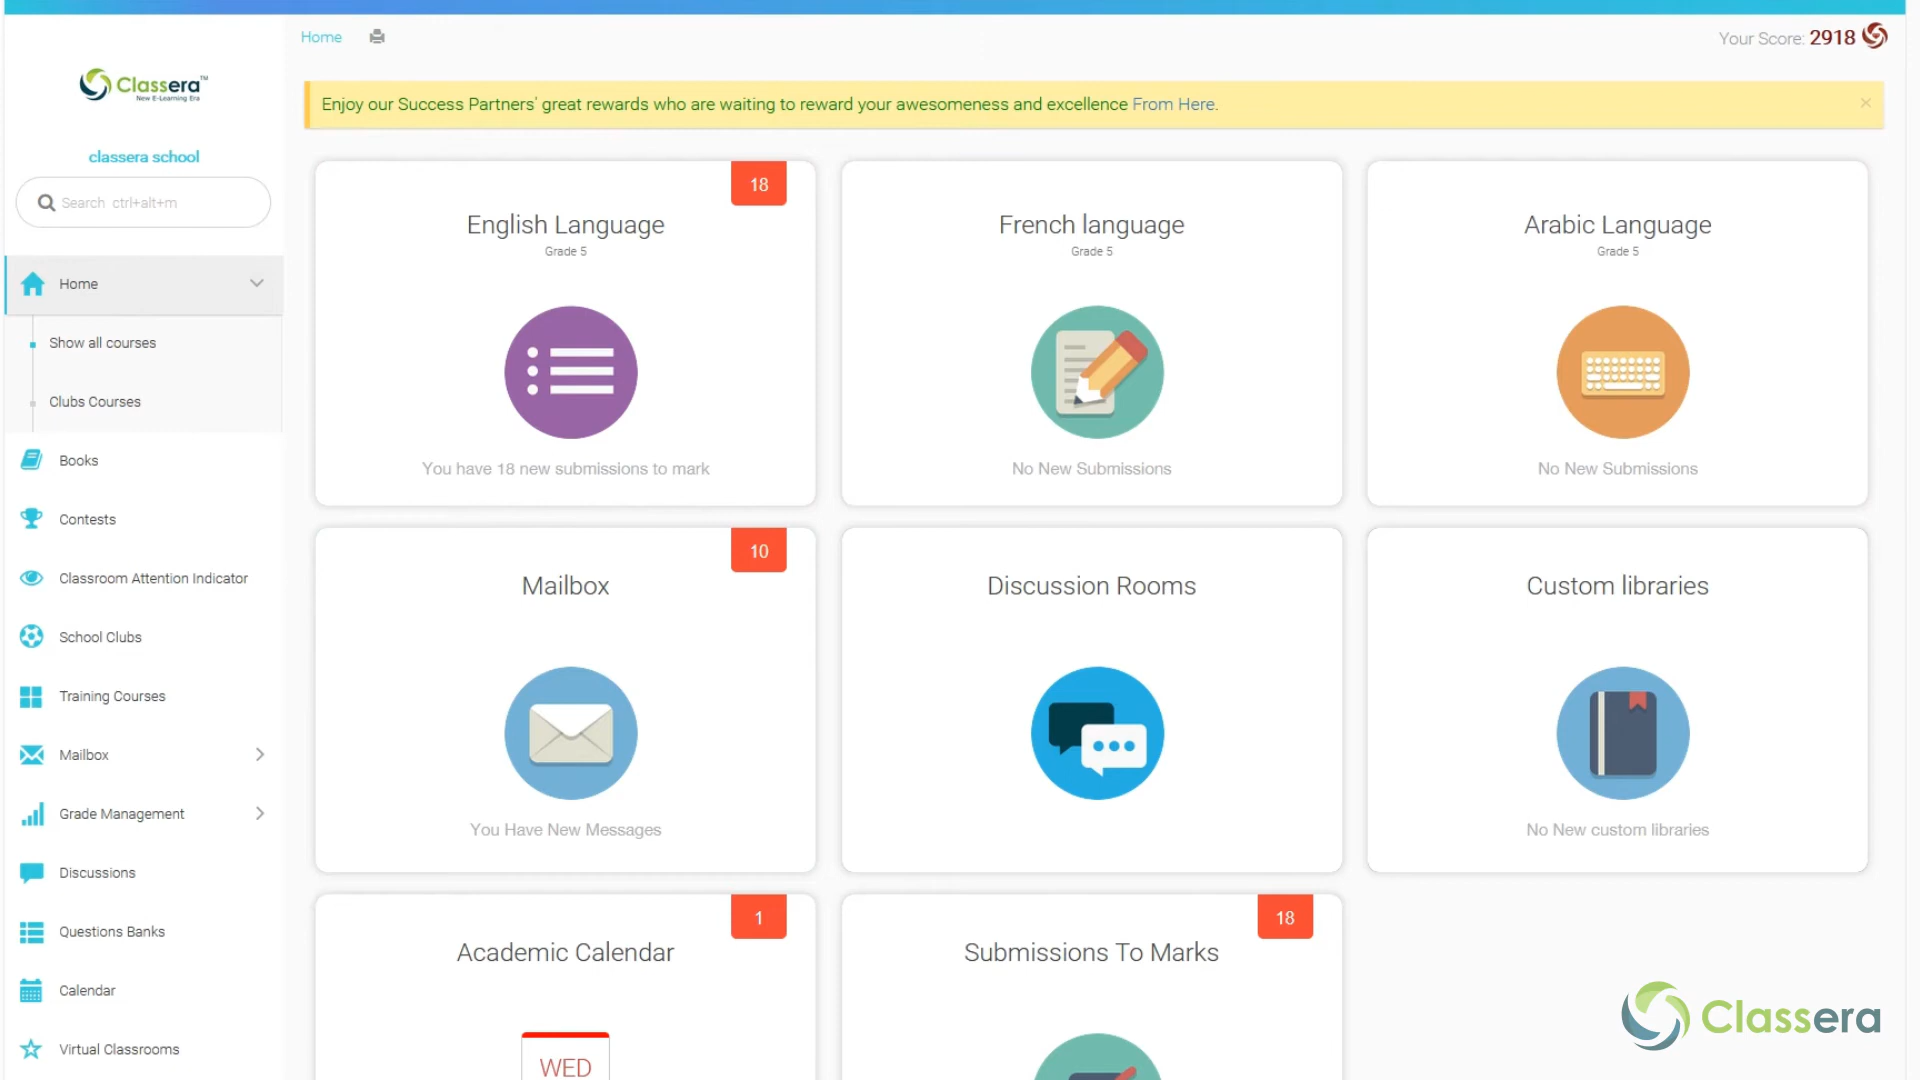 Home
Your Score: 2918
Classera™
New E-Learning Era
classera school
Search ctrl+alt+m
Home
Show all courses
Clubs Courses
Books
Contests
Classroom Attention Indicator
School Clubs
Training Courses
Mailbox
Grade Management
Discussions
Questions Banks
Calendar
Virtual Classrooms
Enjoy our Success Partners' great rewards who are waiting to reward your awesomeness and excellence From Here.
×
18
English Language
Grade 5
You have 18 new submissions to mark
French language
Grade 5
No New Submissions
Arabic Language
Grade 5
No New Submissions
10
Mailbox
You Have New Messages
Discussion Rooms
Custom libraries
No New custom libraries
1
Academic Calendar
WED
18
Submissions To Marks
Classera